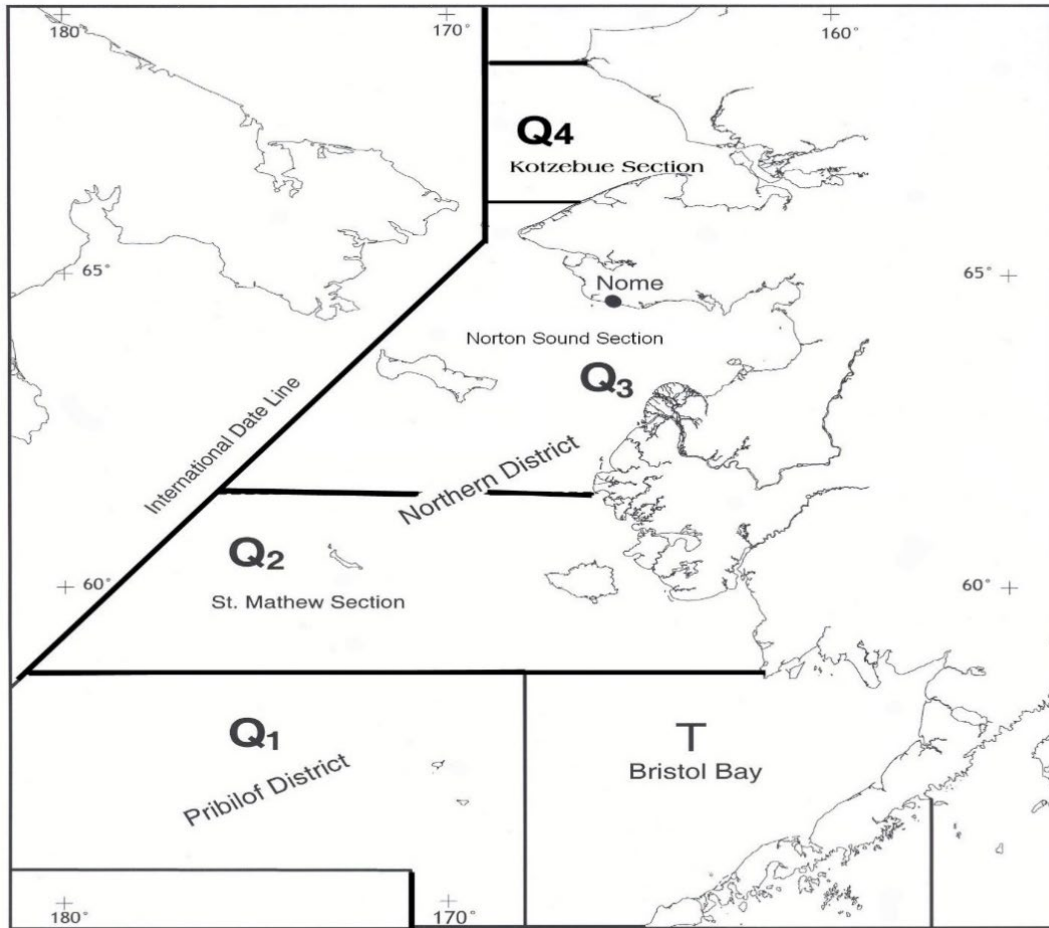 180°
170°
160°
Q4
Kotzebue Section
65°
65°
Nome
Norton Sound Section
Q3
International Date Line
Northern District
Q2
60°
60°
St. Mathew Section
Q1
T
Bristol Bay
Pribilof District
180°
170°